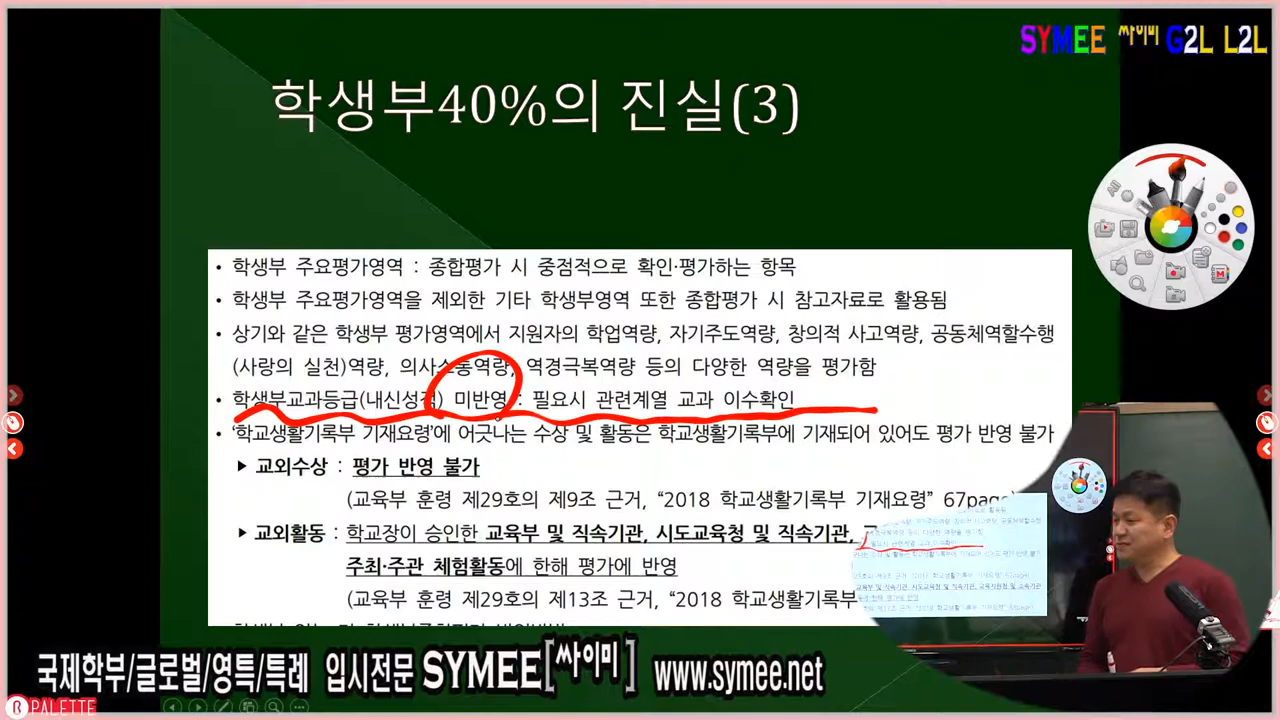 SYMEE 싸이미 G2L L2L
학생부40%의 진실(3)
• 학생부 주요평가영역 : 종합평가 시 중점적으로 확인·평가하는 항목
• 학생부 주요평가영역을 제외한 기타 학생부영역 또한 종합평가 시 참고자료로 활용됨
• 상기와 같은 학생부 평가영역에서 지원자의 학업역량, 자기주도역량, 창의적 사고역량, 공동체역할수행
(사랑의 실천)역량, 의사소통역량, 역경극복역량 등의 다양한 역량을 평가함
• 학생부교과등급(내신성적) 미반영 : 필요시 관련계열 교과 이수확인
• ‘학교생활기록부 기재요령’에 어긋나는 수상 및 활동은 학교생활기록부에 기재되어 있어도 평가 반영 불가
▶ 교외수상 : 평가 반영 불가
(교육부 훈령 제29호의 제9조 근거, “2018 학교생활기록부 기재요령” 67page)
▶ 교외활동 : 학교장이 승인한 교육부 및 직속기관, 시도교육청 및 직속기관,
주최·주관 체험활동에 한해 평가에 반영
(교육부 훈령 제29호의 제13조 근거, “2018 학교생활기록부
국제학부/글로벌/영특/특례 입시전문 SYMEE[싸이미] www.symee.net
PALETTE